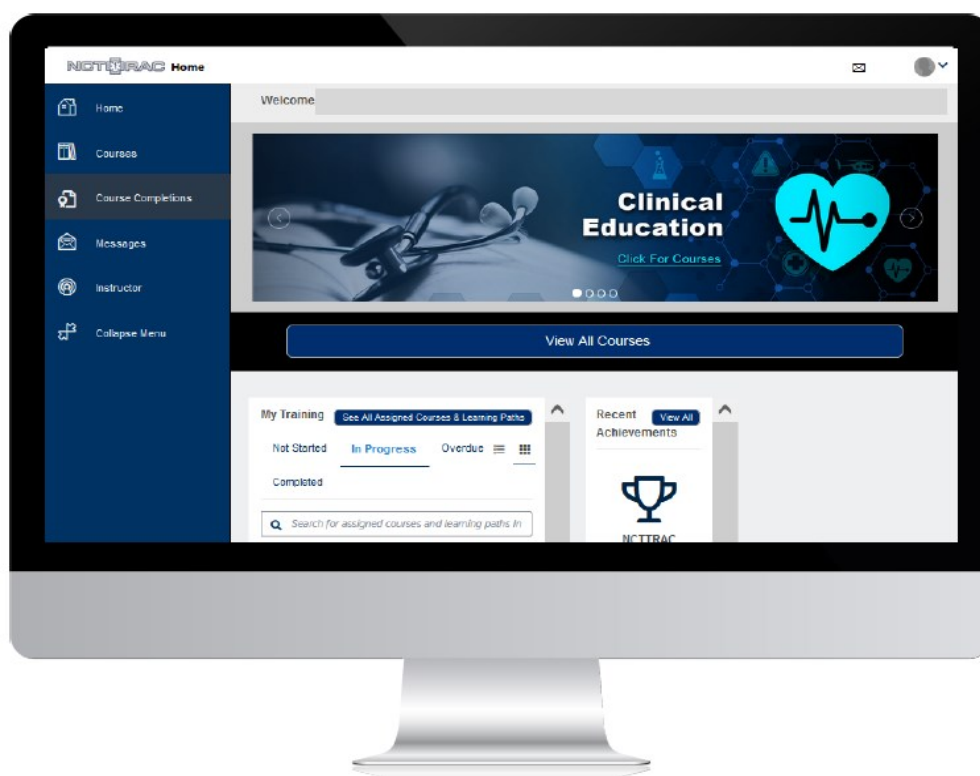 NCTTRAC Home
Welcome
Home
Courses
Course Completions
Messages
Instructor
Collapse Menu
Clinical
Education
Click For Courses
View All Courses
My Training
See All Assigned Courses & Learning Paths
Not Started
In Progress
Overdue
Completed
Search for assigned courses and learning paths in
Recent
Achievements
View All
NCTTRAC